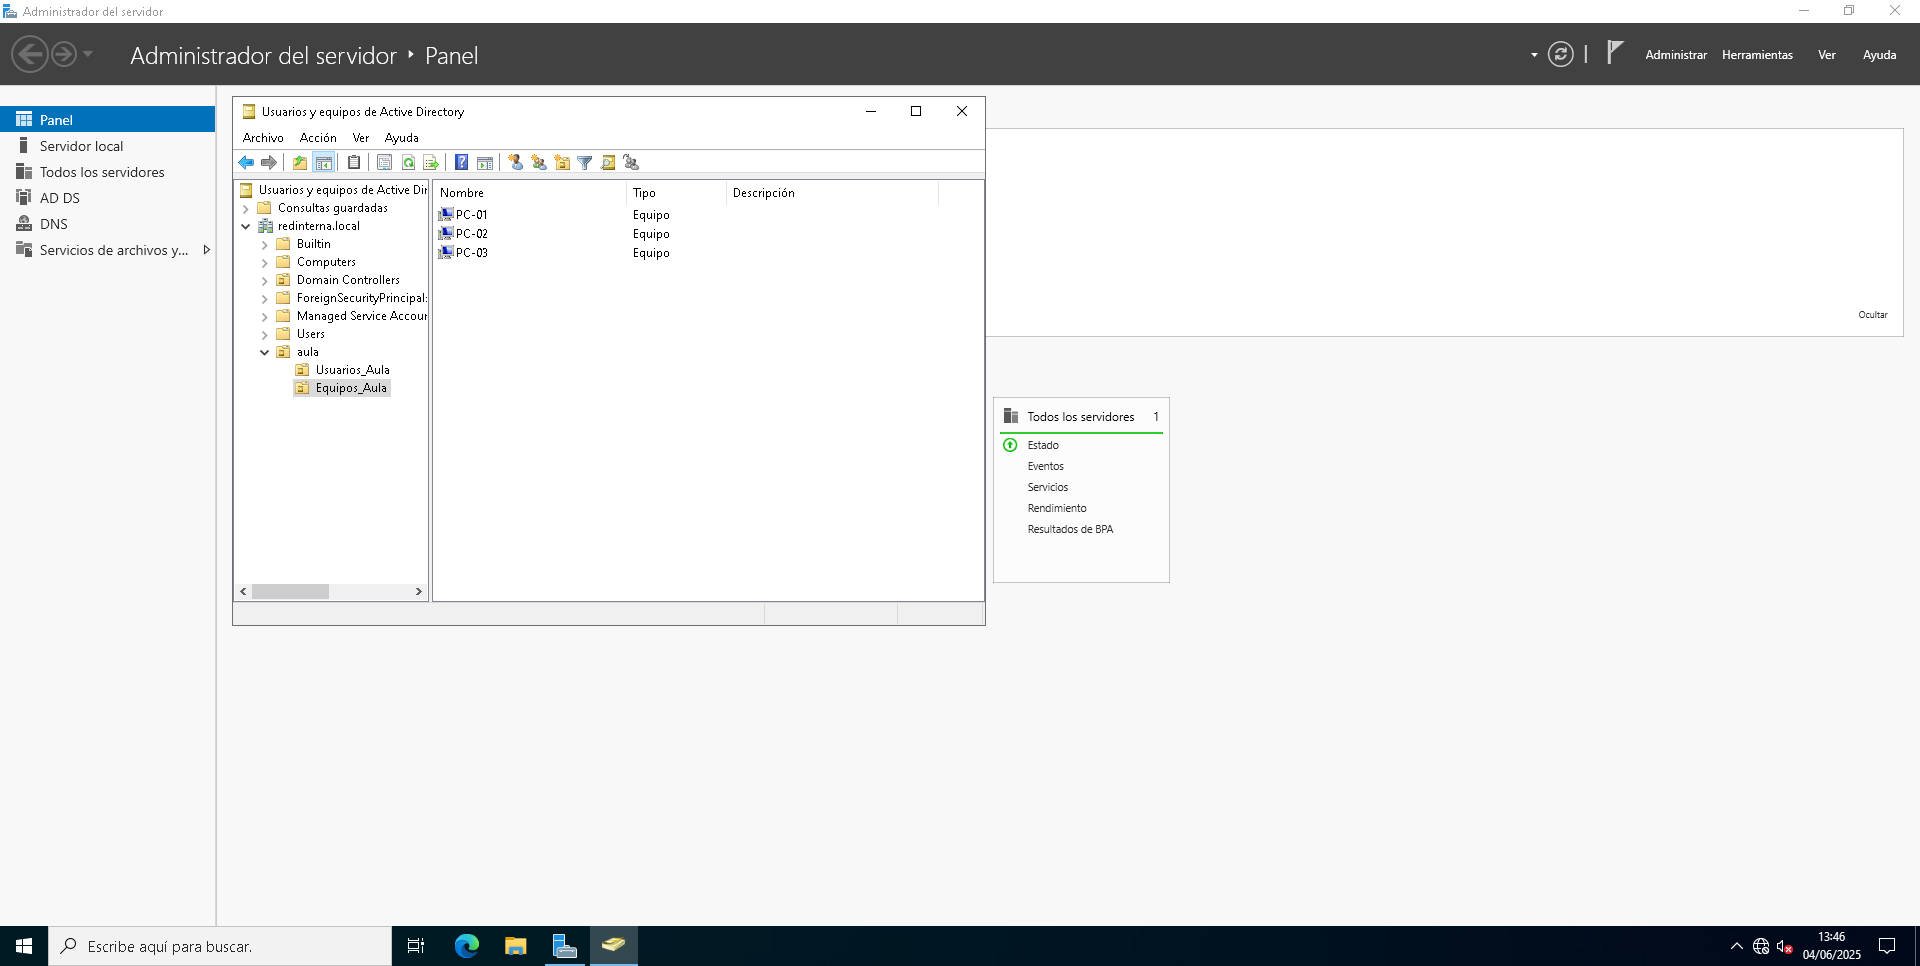 Administrador del servidor
Administrador del servidor ‣ Panel
Administrar Herramientas Ver Ayuda
Panel
Servidor local
Todos los servidores
AD DS
DNS
Servicios de archivos y...
Usuarios y equipos de Active Directory
Archivo Acción Ver Ayuda
Usuarios y equipos de Active Dir
Consultas guardadas
redinterna.local
Builtin
Computers
Domain Controllers
ForeignSecurityPrincipal:
Managed Service Accour
Users
aula
Usuarios_Aula
Equipos_Aula
Nombre Tipo Descripción
PC-01 Equipo
PC-02 Equipo
PC-03 Equipo
Ocultar
Todos los servidores 1
Estado
Eventos
Servicios
Rendimiento
Resultados de BPA
Escribe aquí para buscar.
13:46
04/06/2025